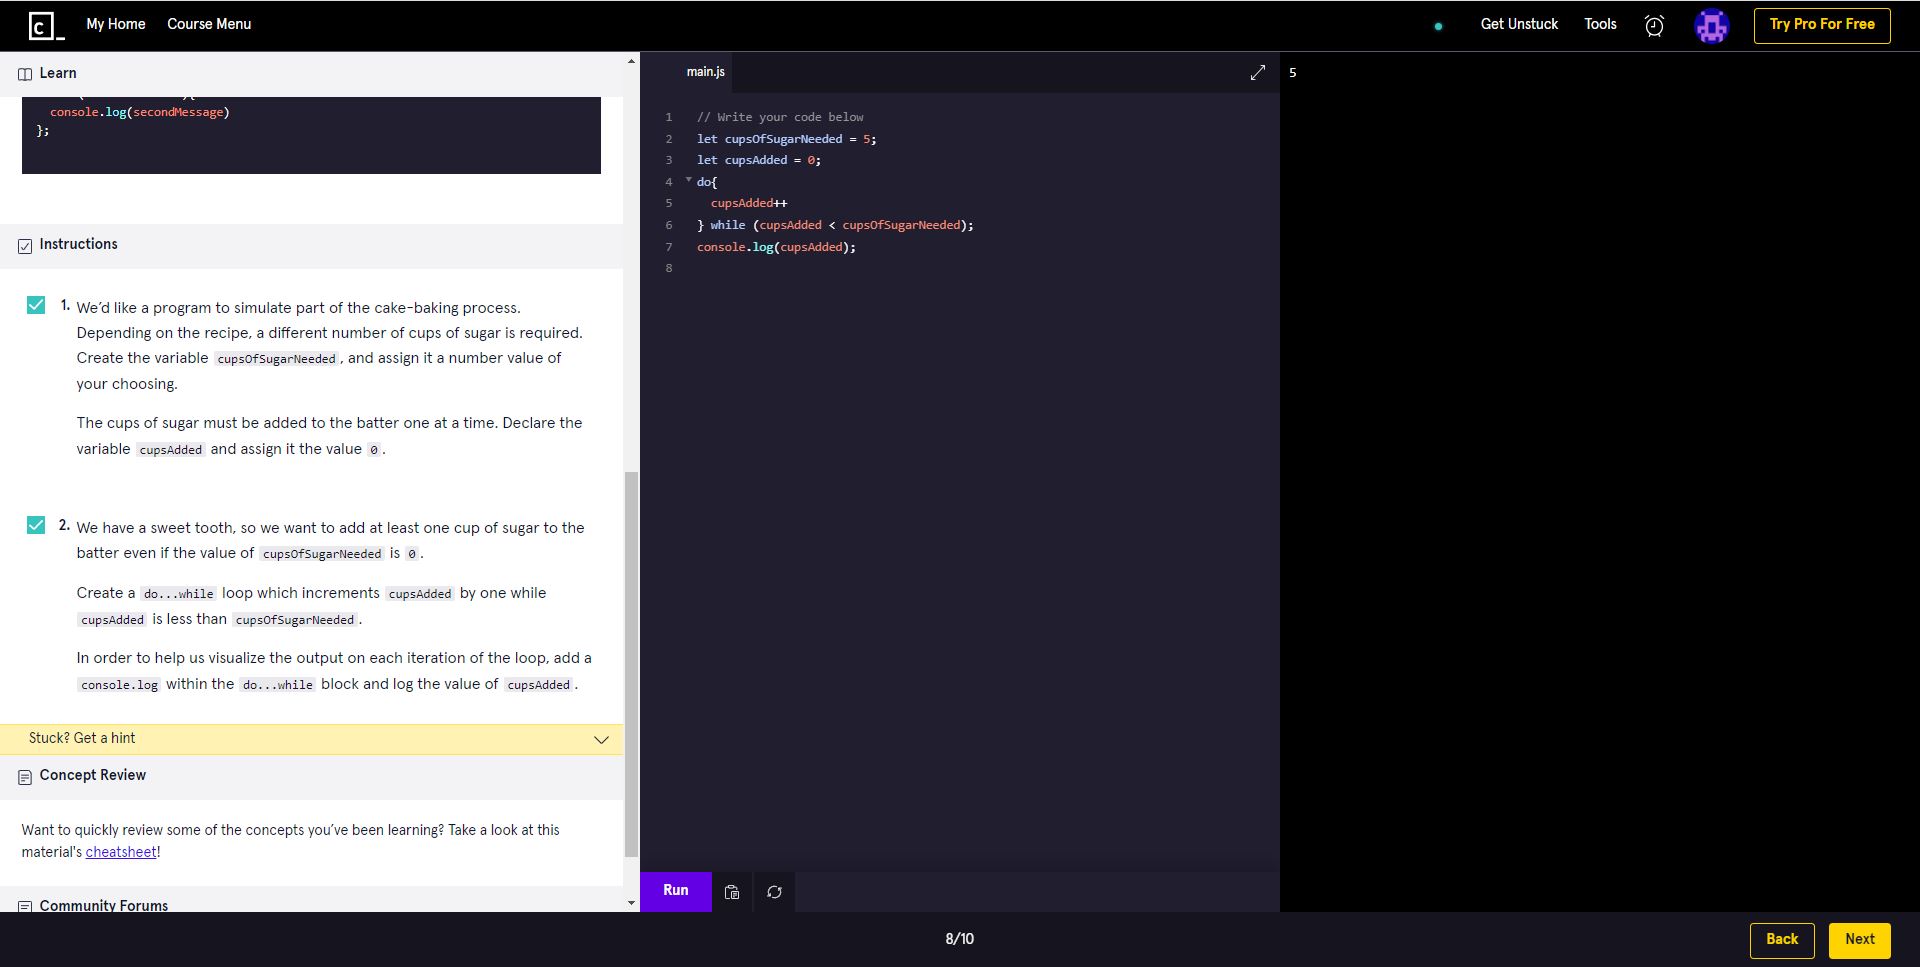 c_
My Home
Course Menu
Get Unstuck
Tools
Try Pro For Free
Learn
console.log(secondMessage)
};
Instructions
1. We’d like a program to simulate part of the cake-baking process.
Depending on the recipe, a different number of cups of sugar is required.
Create the variable cupsOfSugarNeeded, and assign it a number value of
your choosing.
The cups of sugar must be added to the batter one at a time. Declare the
variable cupsAdded and assign it the value 0.
2. We have a sweet tooth, so we want to add at least one cup of sugar to the
batter even if the value of cupsOfSugarNeeded is 0.
Create a do...while loop which increments cupsAdded by one while
cupsAdded is less than cupsOfSugarNeeded.
In order to help us visualize the output on each iteration of the loop, add a
console.log within the do...while block and log the value of cupsAdded.
Stuck? Get a hint
Concept Review
Want to quickly review some of the concepts you’ve been learning? Take a look at this
material's cheatsheet!
Community Forums
main.js
1 // Write your code below
2 let cupsOfSugarNeeded = 5;
3 let cupsAdded = 0;
4 do{
5 cupsAdded++
6 } while (cupsAdded < cupsOfSugarNeeded);
7 console.log(cupsAdded);
8
Run
5
8/10
Back
Next